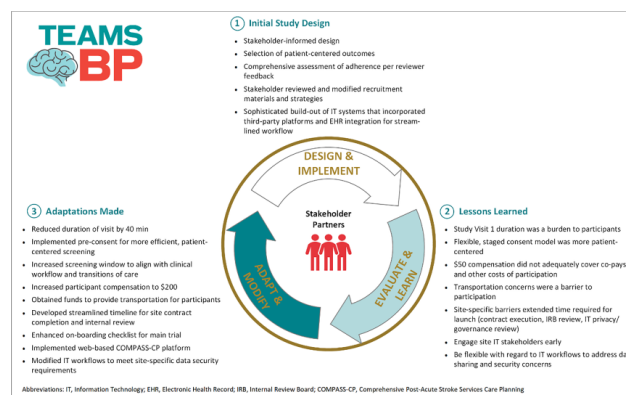 TEAMS
BP
1 Initial Study Design
• Stakeholder-informed design
• Selection of patient-centered outcomes
• Comprehensive assessment of adherence per reviewer
feedback
• Stakeholder reviewed and modified recruitment
materials and strategies
• Sophisticated build-out of IT systems that incorporated
third-party platforms and EHR integration for stream-
lined workflow
DESIGN &
IMPLEMENT
Stakeholder
Partners
EVALUATE &
LEARN
ADAPT &
MODIFY
3 Adaptations Made
• Reduced duration of visit by 40 min
• Implemented pre-consent for more efficient, patient-
centered screening
• Increased screening window to align with clinical
workflow and transitions of care
• Increased participant compensation to $200
• Obtained funds to provide transportation for participants
• Developed streamlined timeline for site contract
completion and internal review
• Enhanced on-boarding checklist for main trial
• Implemented web-based COMPASS-CP platform
• Modified IT workflows to meet site-specific data security
requirements
2 Lessons Learned
• Study Visit 1 duration was a burden to participants
• Flexible, staged consent model was more patient-
centered
• $50 compensation did not adequately cover co-pays
and other costs of participation
• Transportation concerns were a barrier to
participation
• Site-specific barriers extended time required for
launch (contract execution, IRB review, IT privacy/
governance review)
• Engage site IT stakeholders early
• Be flexible with regard to IT workflows to address da
sharing and security concerns
Abbreviations: IT, Information Technology; EHR, Electronic Health Record; IRB, Internal Review Board; COMPASS-CP, Comprehensive Post-Acute Stroke Services Care Planning